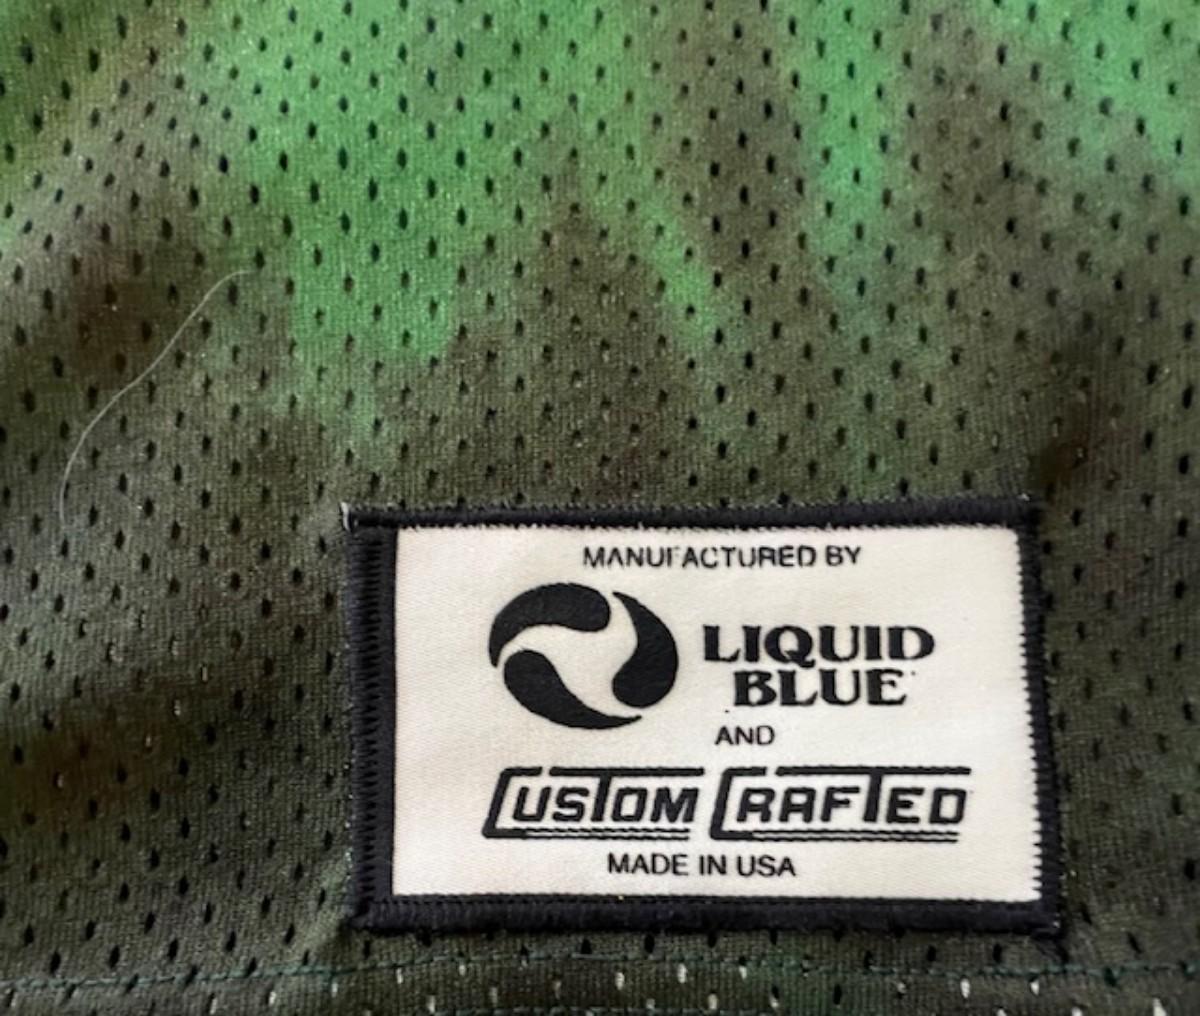 MANUFACTURED BY
LIQUID
BLUE
AND
CUSTOM CRAFTED
MADE IN USA